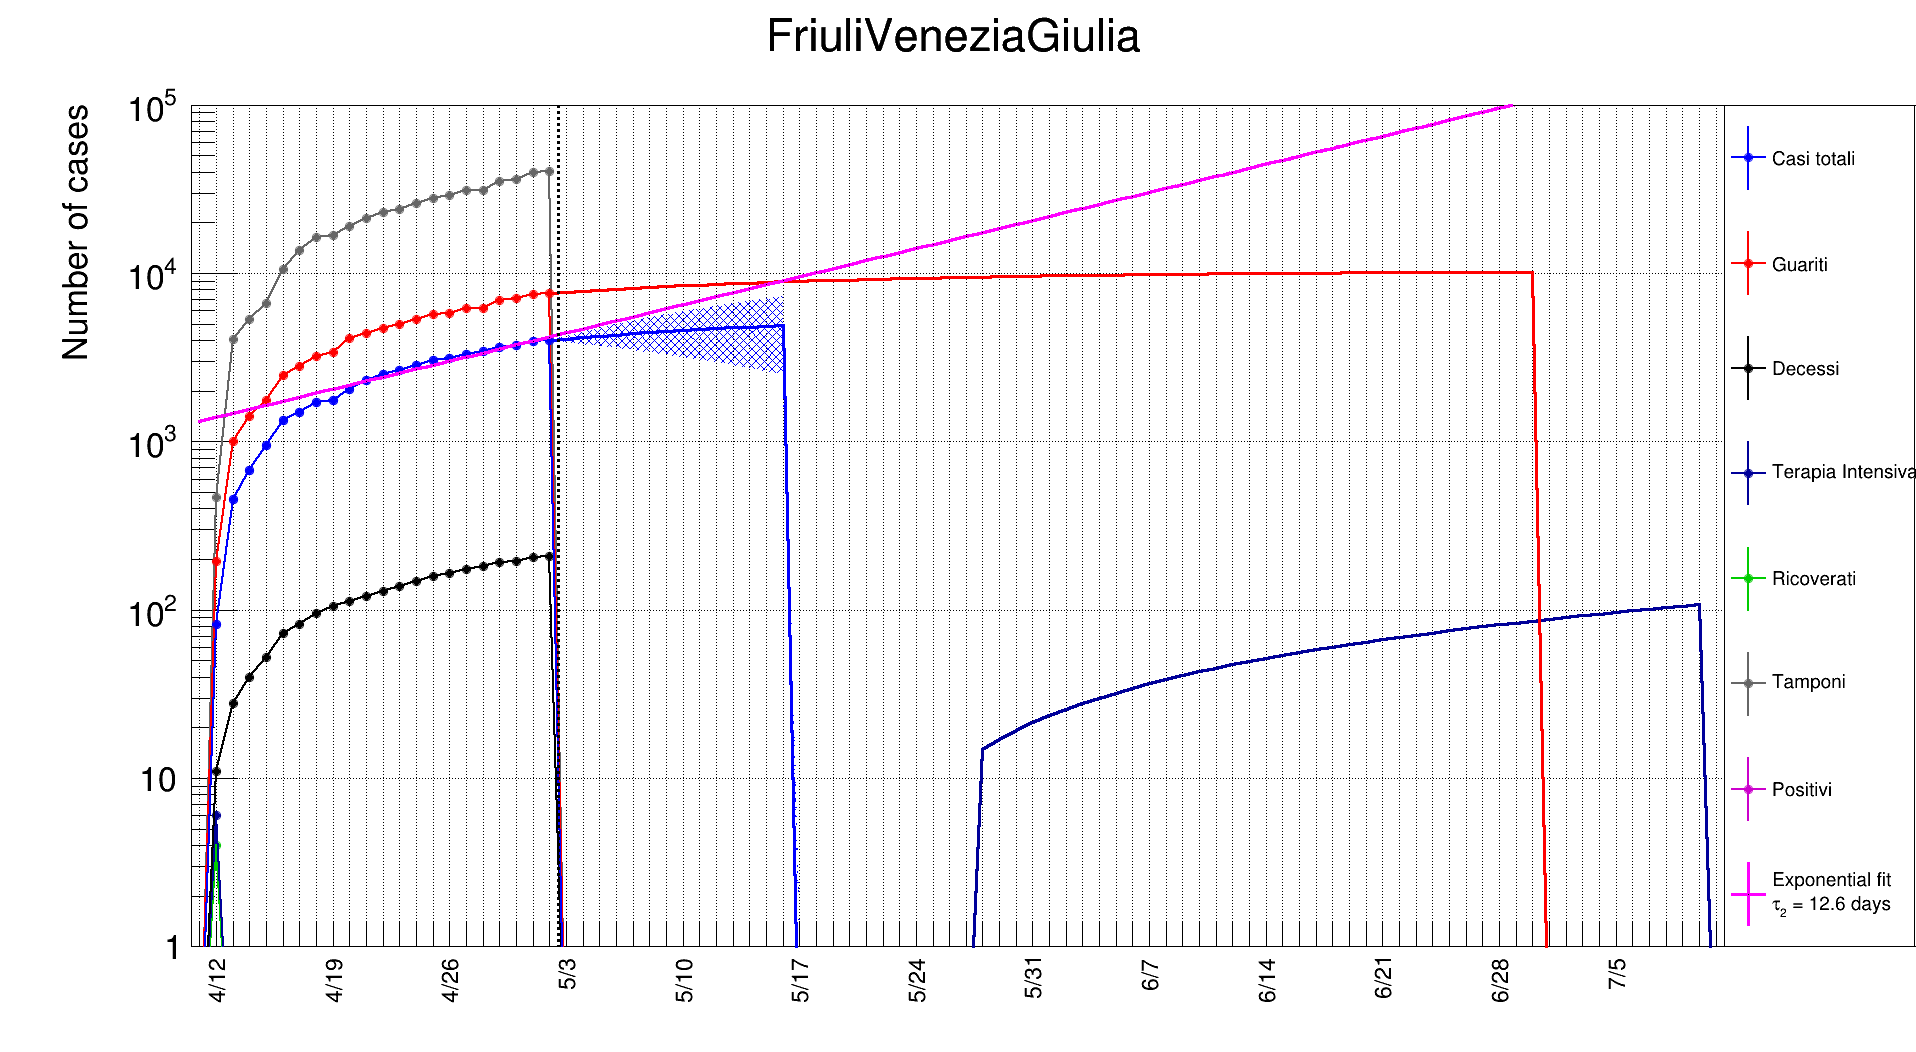 FriuliVeneziaGiulia
Number of cases
10^5
10^4
10^3
10^2
10
1
4/12
4/19
4/26
5/3
5/10
5/17
5/24
5/31
6/7
6/14
6/21
6/28
7/5
Casi totali
Guariti
Decessi
Terapia Intensiva
Ricoverati
Tamponi
Positivi
Exponential fit
τ₂ = 12.6 days